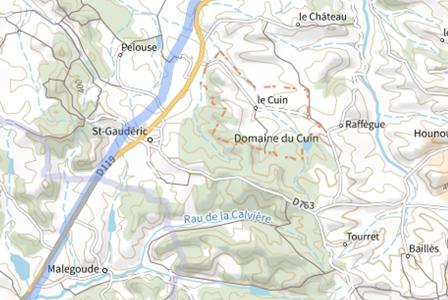 le Château
Pelouse
le Cuin
St-Gaudéric
Raffègue
Domaine du Cuin
D119
D763
Rau de la Calvière
Tourret
Baillès
Malegoude